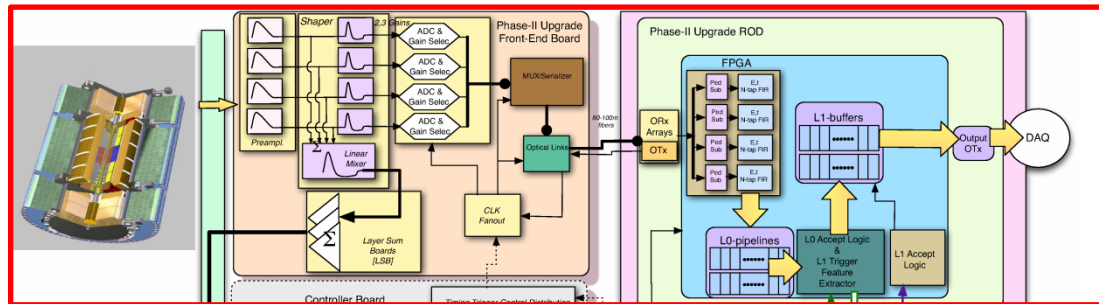 Shaper
2,3 Gains
Phase-II Upgrade
Front-End Board
ADC &
Gain Selec
ADC &
Gain Selec
ADC &
Gain Selec
ADC &
Gain Selec
Preampl.
Σ
Linear
Mixer
MUX/Serializer
Optical Links
80-100m
fibers
CLK
Fanout
Σ
Layer Sum
Boards
[LSB]
Controller Board
Timing Trigger Control Distribution
Phase-II Upgrade ROD
FPGA
ORx
Arrays
OTx
Ped
Sub
E,t
N-tap FIR
Ped
Sub
E,t
N-tap FIR
Ped
Sub
E,t
N-tap FIR
Ped
Sub
E,t
N-tap FIR
L1-buffers
Output
OTx
DAQ
L0-pipelines
L0 Accept Logic
&
L1 Trigger
Feature
Extractor
L1 Accept
Logic